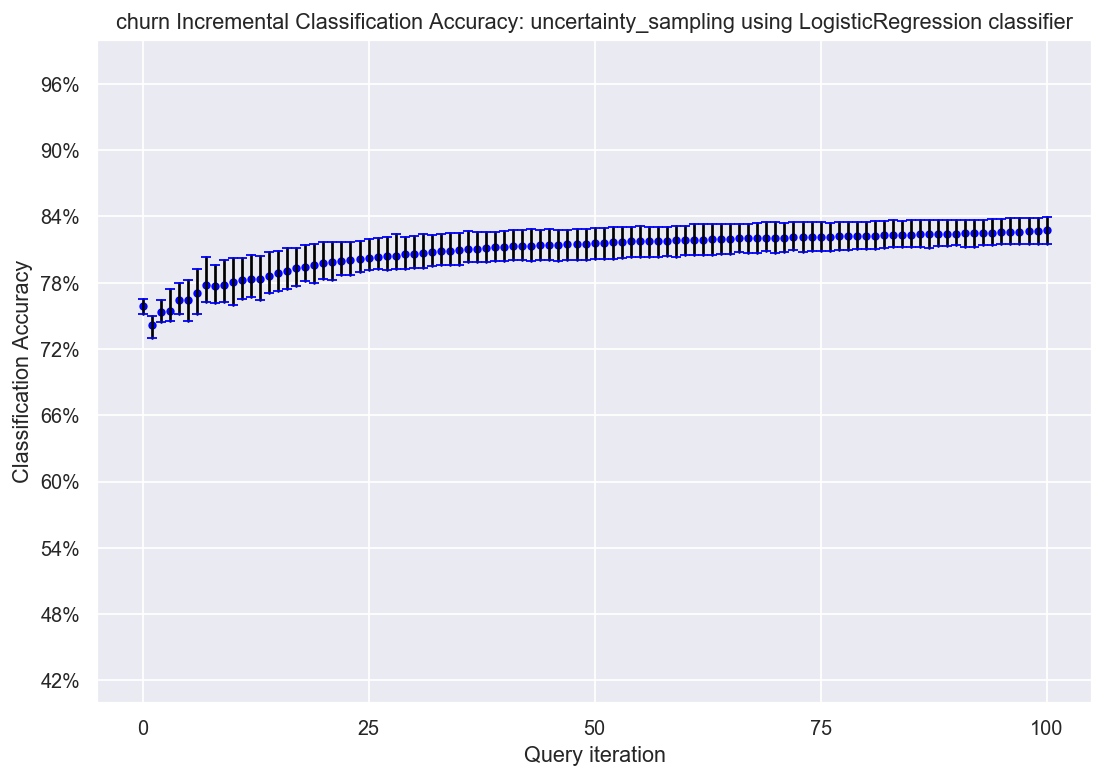 churn Incremental Classification Accuracy: uncertainty_sampling using LogisticRegression classifier
96%
90%
84%
78%
72%
66%
60%
54%
48%
42%
Classification Accuracy
0 25 50 75 100
Query iteration